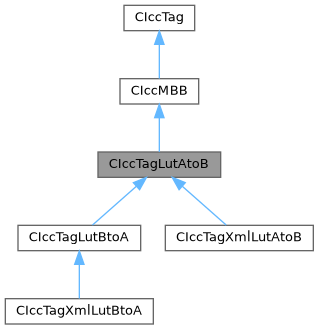 CIccTag
CIccMBB
CIccTagLutAtoB
CIccTagLutBtoA
CIccTagXmlLutAtoB
CIccTagXmlLutBtoA